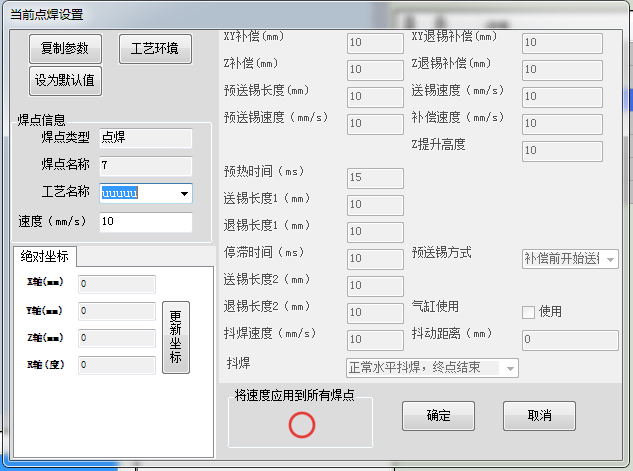 当前点焊设置
复制参数 工艺环境
设为默认值
焊点信息
焊点类型 点焊
焊点名称 7
工艺名称 uuuuu
速度（mm/s） 10
绝对坐标
X轴(mm) 0
Y轴(mm) 0
Z轴(mm) 0
R轴(度) 0
更新坐标
XY补偿(mm) 10 XY退锡补偿(mm) 10
Z补偿(mm) 10 Z退锡补偿(mm) 10
预送锡长度(mm) 10 送锡速度（mm/s） 10
预送锡速度（mm/s） 10 补偿速度（mm/s） 10
Z提升高度 10
预热时间（ms） 15
送锡长度1（mm） 10
退锡长度1（mm） 10
停滞时间（ms） 10 预送锡方式 补偿前开始送
送锡长度2（mm） 10
退锡长度2（mm） 10 气缸使用 使用
抖焊速度（mm/s） 10 抖动距离（mm） 0
抖焊 正常水平抖焊，终点结束
将速度应用到所有焊点
确定 取消